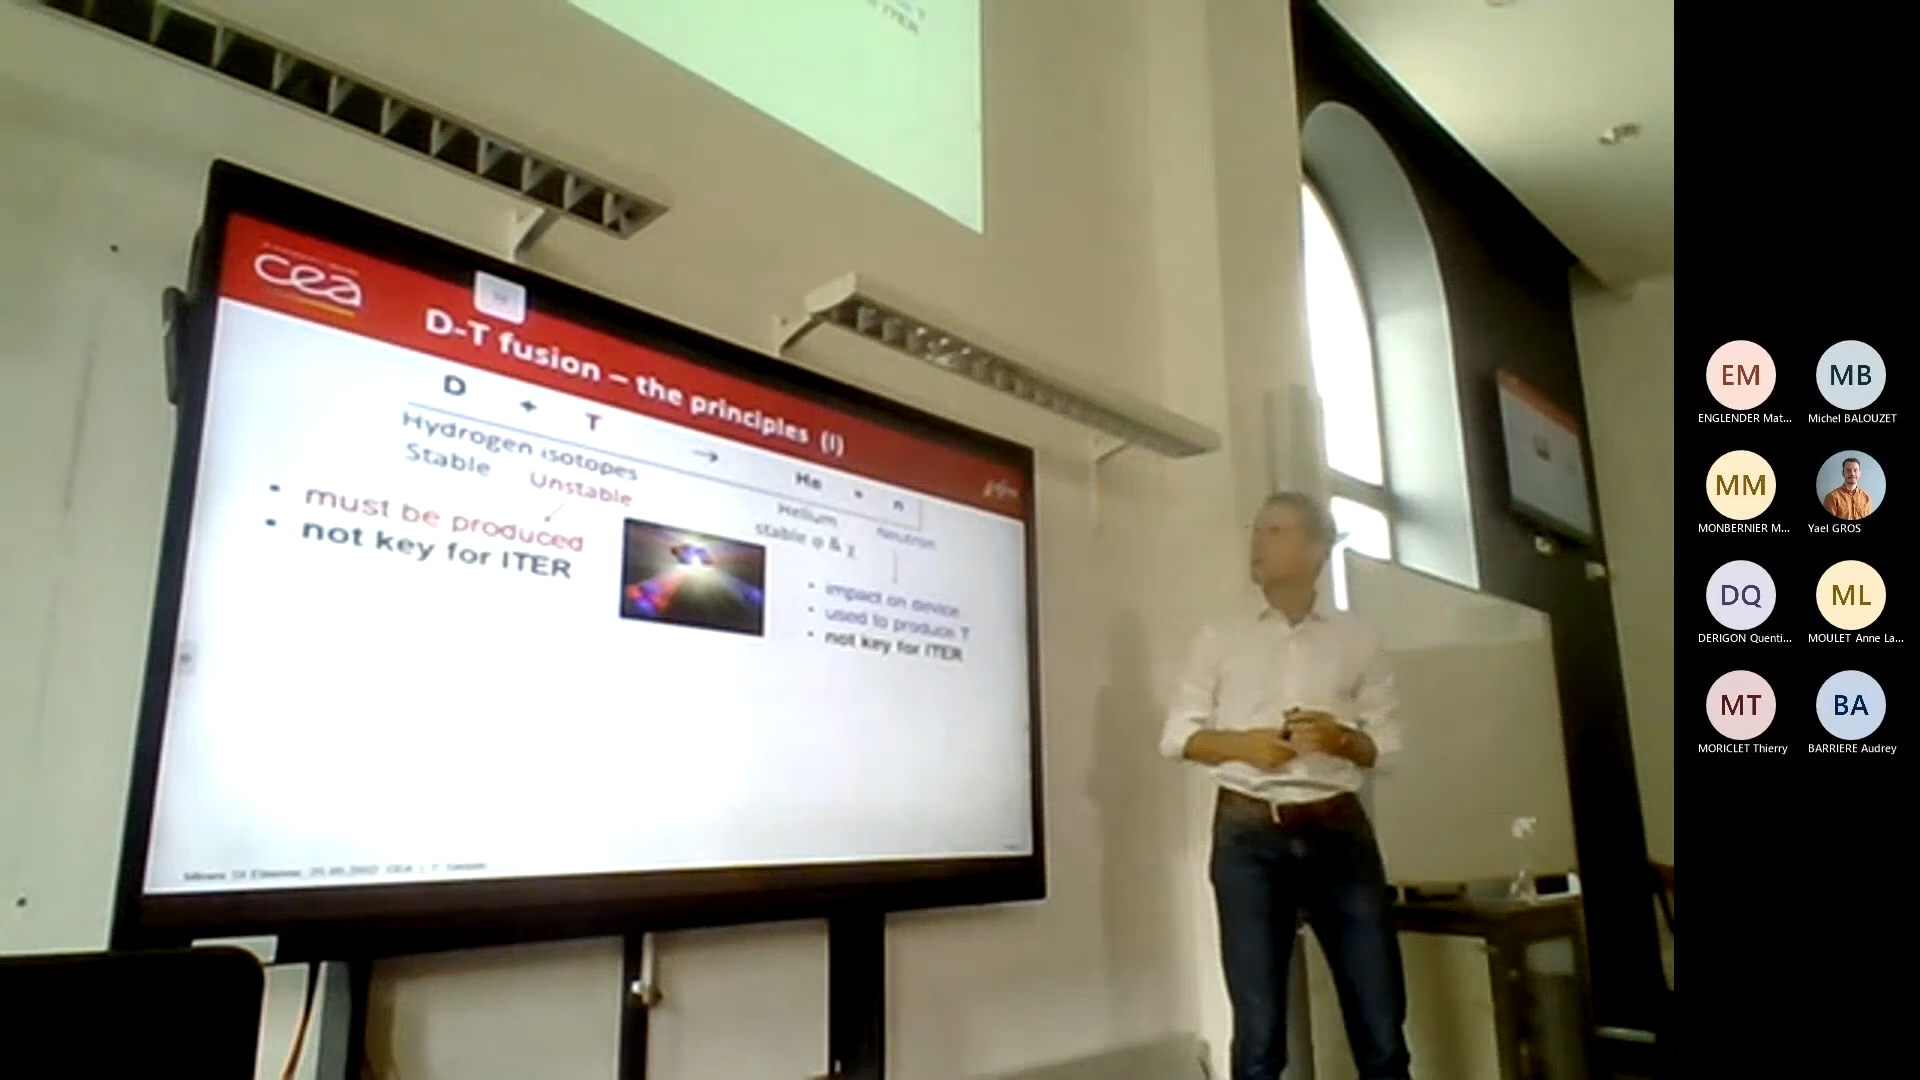 ITER
cea
D-T fusion – the principles (I)
D + T → He + n
Hydrogen isotopes
Stable Unstable
Helium Neutron
stable φ & χ
• must be produced
• not key for ITER
• impact on device
• used to produce T
• not key for ITER
EM
MB
ENGLENDER Mat...
Michel BALOUZET
MM
MONBERNIER M...
Yael GROS
DQ
ML
DERIGON Quenti...
MOULET Anne La...
MT
BA
MORICLET Thierry
BARRIERE Audrey